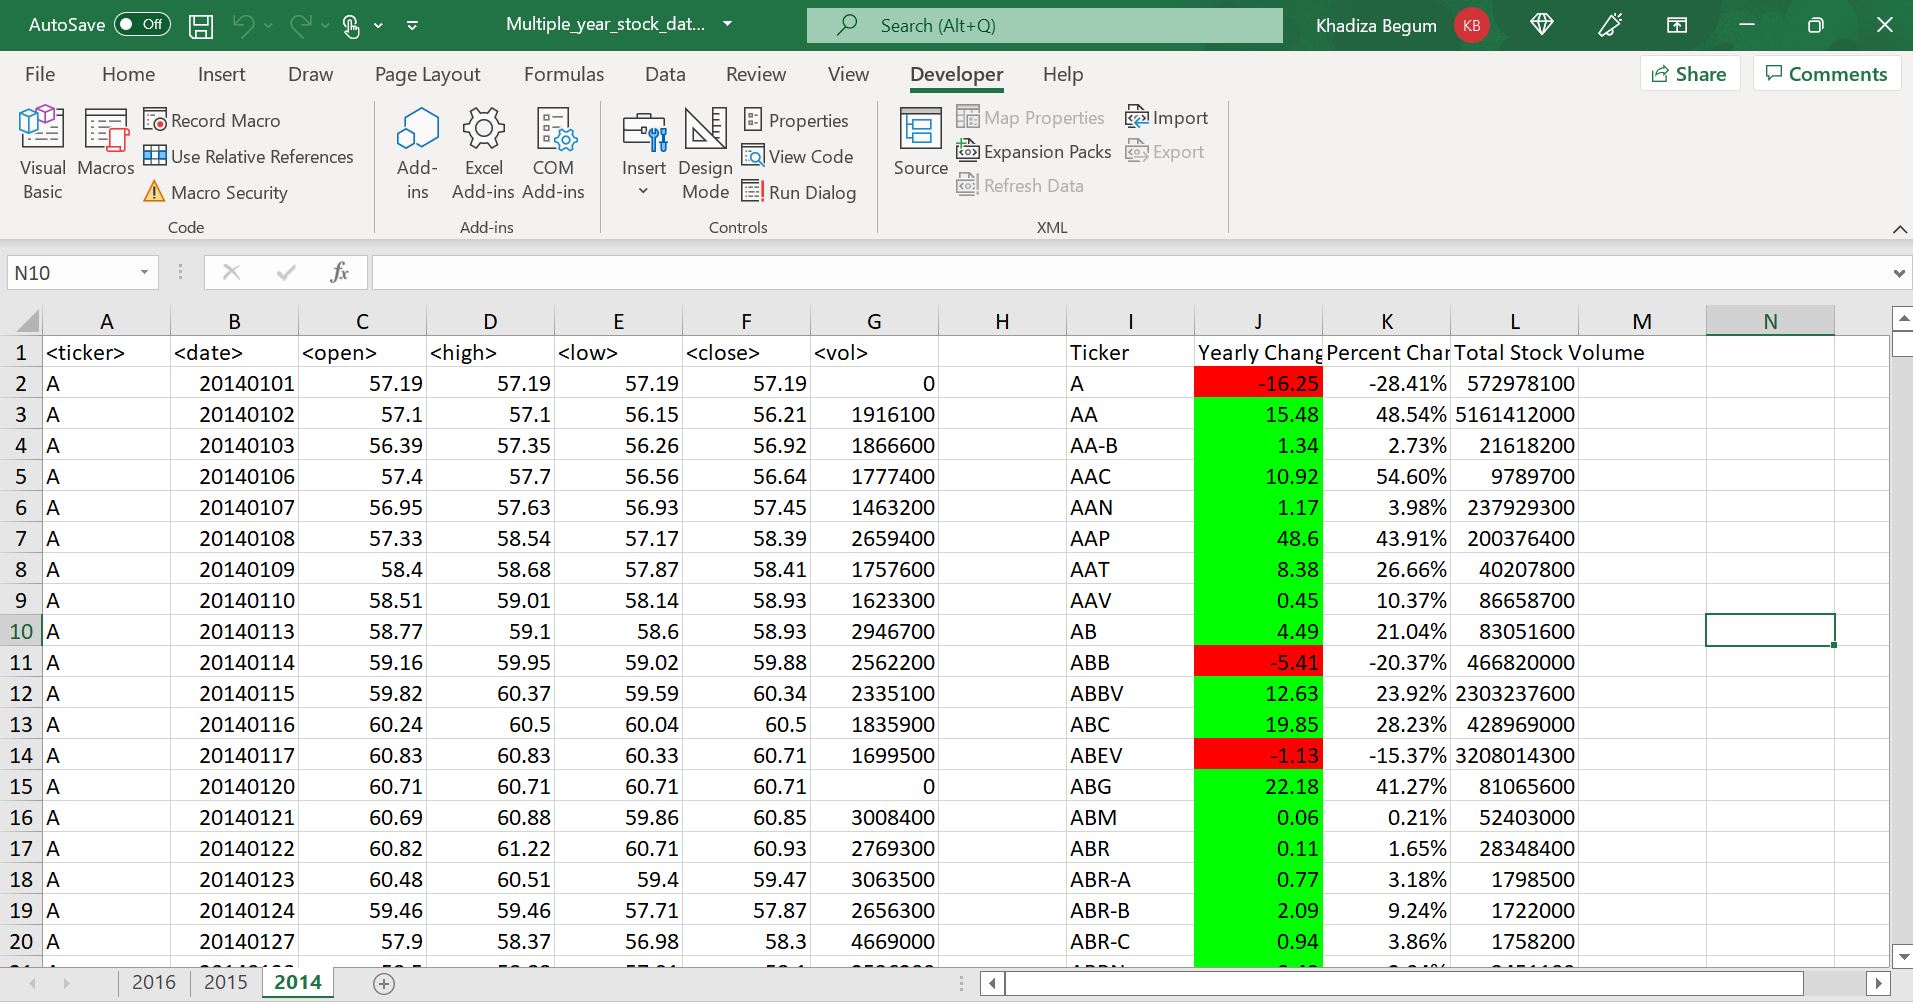 AutoSave Off Multiple_year_stock_dat... Search (Alt+Q) Khadiza Begum KB
File Home Insert Draw Page Layout Formulas Data Review View Developer Help Share Comments
Visual Basic
Macros
Record Macro
Use Relative References
Macro Security
Code
Add-ins
Excel Add-ins
COM Add-ins
Add-ins
Insert
Design Mode
Properties
View Code
Run Dialog
Controls
Source
Map Properties
Expansion Packs
Refresh Data
Import
Export
XML
N10 fx
A B C D E F G H I J K L M N
1 <ticker> <date> <open> <high> <low> <close> <vol> Ticker Yearly Chang Percent Char Total Stock Volume
2 A 20140101 57.19 57.19 57.19 57.19 0 A -16.25 -28.41% 572978100
3 A 20140102 57.1 57.1 56.15 56.21 1916100 AA 15.48 48.54% 5161412000
4 A 20140103 56.39 57.35 56.26 56.92 1866600 AA-B 1.34 2.73% 21618200
5 A 20140106 57.4 57.7 56.56 56.64 1777400 AAC 10.92 54.60% 9789700
6 A 20140107 56.95 57.63 56.93 57.45 1463200 AAN 1.17 3.98% 237929300
7 A 20140108 57.33 58.54 57.17 58.39 2659400 AAP 48.6 43.91% 200376400
8 A 20140109 58.4 58.68 57.87 58.41 1757600 AAT 8.38 26.66% 40207800
9 A 20140110 58.51 59.01 58.14 58.93 1623300 AAV 0.45 10.37% 86658700
10 A 20140113 58.77 59.1 58.6 58.93 2946700 AB 4.49 21.04% 83051600
11 A 20140114 59.16 59.95 59.02 59.88 2562200 ABB -5.41 -20.37% 466820000
12 A 20140115 59.82 60.37 59.59 60.34 2335100 ABBV 12.63 23.92% 2303237600
13 A 20140116 60.24 60.5 60.04 60.5 1835900 ABC 19.85 28.23% 428969000
14 A 20140117 60.83 60.83 60.33 60.71 1699500 ABEV -1.13 -15.37% 3208014300
15 A 20140120 60.71 60.71 60.71 60.71 0 ABG 22.18 41.27% 81065600
16 A 20140121 60.69 60.88 59.86 60.85 3008400 ABM 0.06 0.21% 52403000
17 A 20140122 60.82 61.22 60.71 60.93 2769300 ABR 0.11 1.65% 28348400
18 A 20140123 60.48 60.51 59.4 59.47 3063500 ABR-A 0.77 3.18% 1798500
19 A 20140124 59.46 59.46 57.71 57.87 2656300 ABR-B 2.09 9.24% 1722000
20 A 20140127 57.9 58.37 56.98 58.3 4669000 ABR-C 0.94 3.86% 1758200
2016 2015 2014